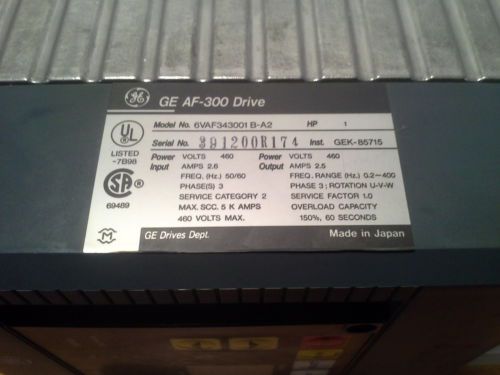 GE AF-300 Drive
Model No. 6VAF343001B-A2 HP 1
Serial No. 391200R174 Inst. GEK-85715
UL
LISTED
-7B98
SA
69489
Power Input
VOLTS 460
AMPS 2.6
FREQ. (HZ.) 50/60
PHASE(S) 3
SERVICE CATEGORY 2
MAX. SCC. 5 K AMPS
460 VOLTS MAX.
Power Output
VOLTS 460
AMPS 2.5
FREQ. RANGE (HZ.) 0.2-400
PHASE 3 ; ROTATION U-V-W
SERVICE FACTOR 1.0
OVERLOAD CAPACITY
150%, 60 SECONDS
GE Drives Dept. Made in Japan